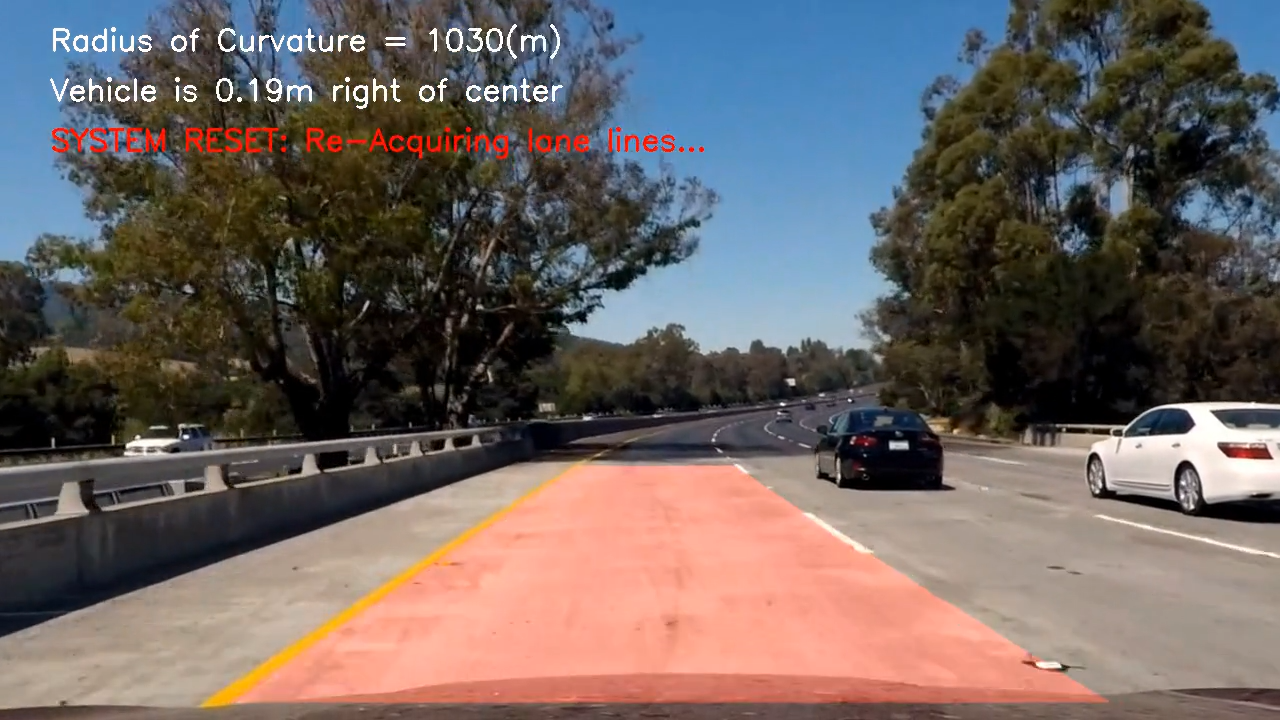 Radius of Curvature = 1030(m)
Vehicle is 0.19m right of center
SYSTEM RESET: Re-Acquiring lane lines...